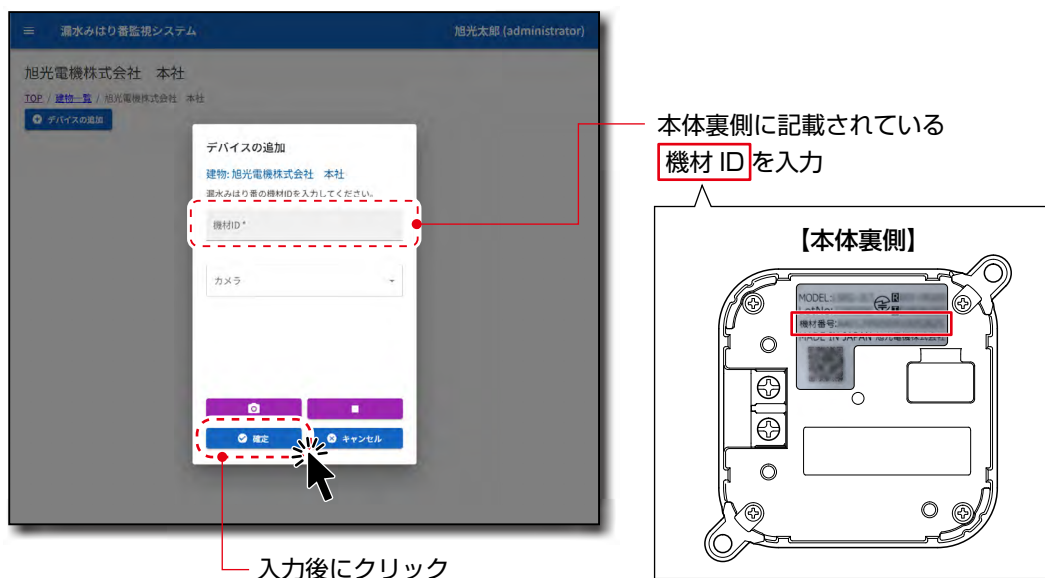 漏水みはり番監視システム
旭光太郎 (administrator)
旭光電機株式会社　本社
TOP / 建物一覧 / 旭光電機株式会社　本社
デバイスの追加
デバイスの追加
建物: 旭光電機株式会社　本社
漏水みはり番の機材IDを入力してください。
機材ID *
カメラ
確定
キャンセル
入力後にクリック
本体裏側に記載されている
機材 ID を入力
【本体裏側】
MODEL:
LotNo:
機材番号:
MADE IN JAPAN 旭光電機株式会社